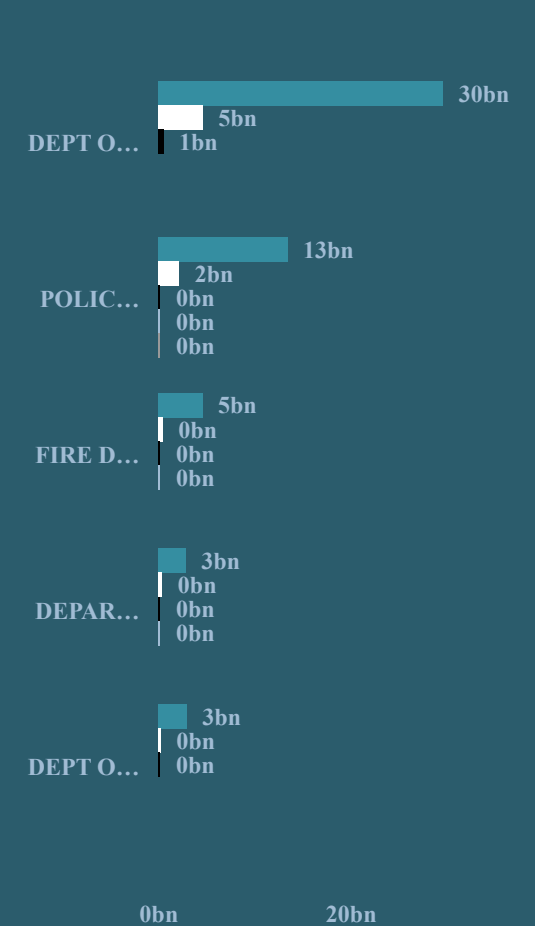 30bn
5bn
DEPT O… 1bn
13bn
2bn
POLIC… 0bn
0bn
0bn
5bn
0bn
FIRE D… 0bn
0bn
3bn
0bn
DEPAR… 0bn
0bn
3bn
0bn
DEPT O… 0bn
0bn 20bn